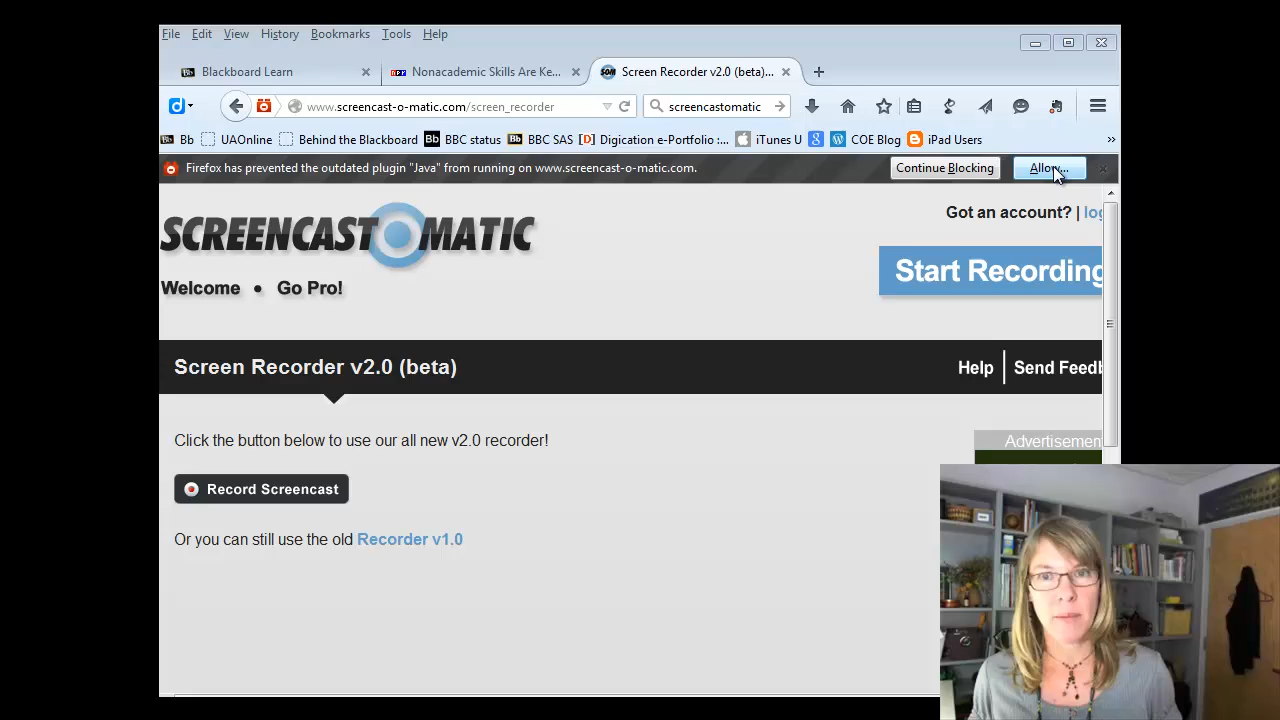 File Edit View History Bookmarks Tools Help
Blackboard Learn
Nonacademic Skills Are Ke...
Screen Recorder v2.0 (beta)...
www.screencast-o-matic.com/screen_recorder
screencastomatic
Bb UAOnline Behind the Blackboard BBC status BBC SAS Digication e-Portfolio :... iTunes U COE Blog iPad Users
Firefox has prevented the outdated plugin "Java" from running on www.screencast-o-matic.com.
Continue Blocking
Allow...
SCREENCAST O MATIC
Got an account? | log
Start Recording
Welcome • Go Pro!
Screen Recorder v2.0 (beta)
Help Send Feedb
Click the button below to use our all new v2.0 recorder!
Advertisemen
Record Screencast
Or you can still use the old Recorder v1.0